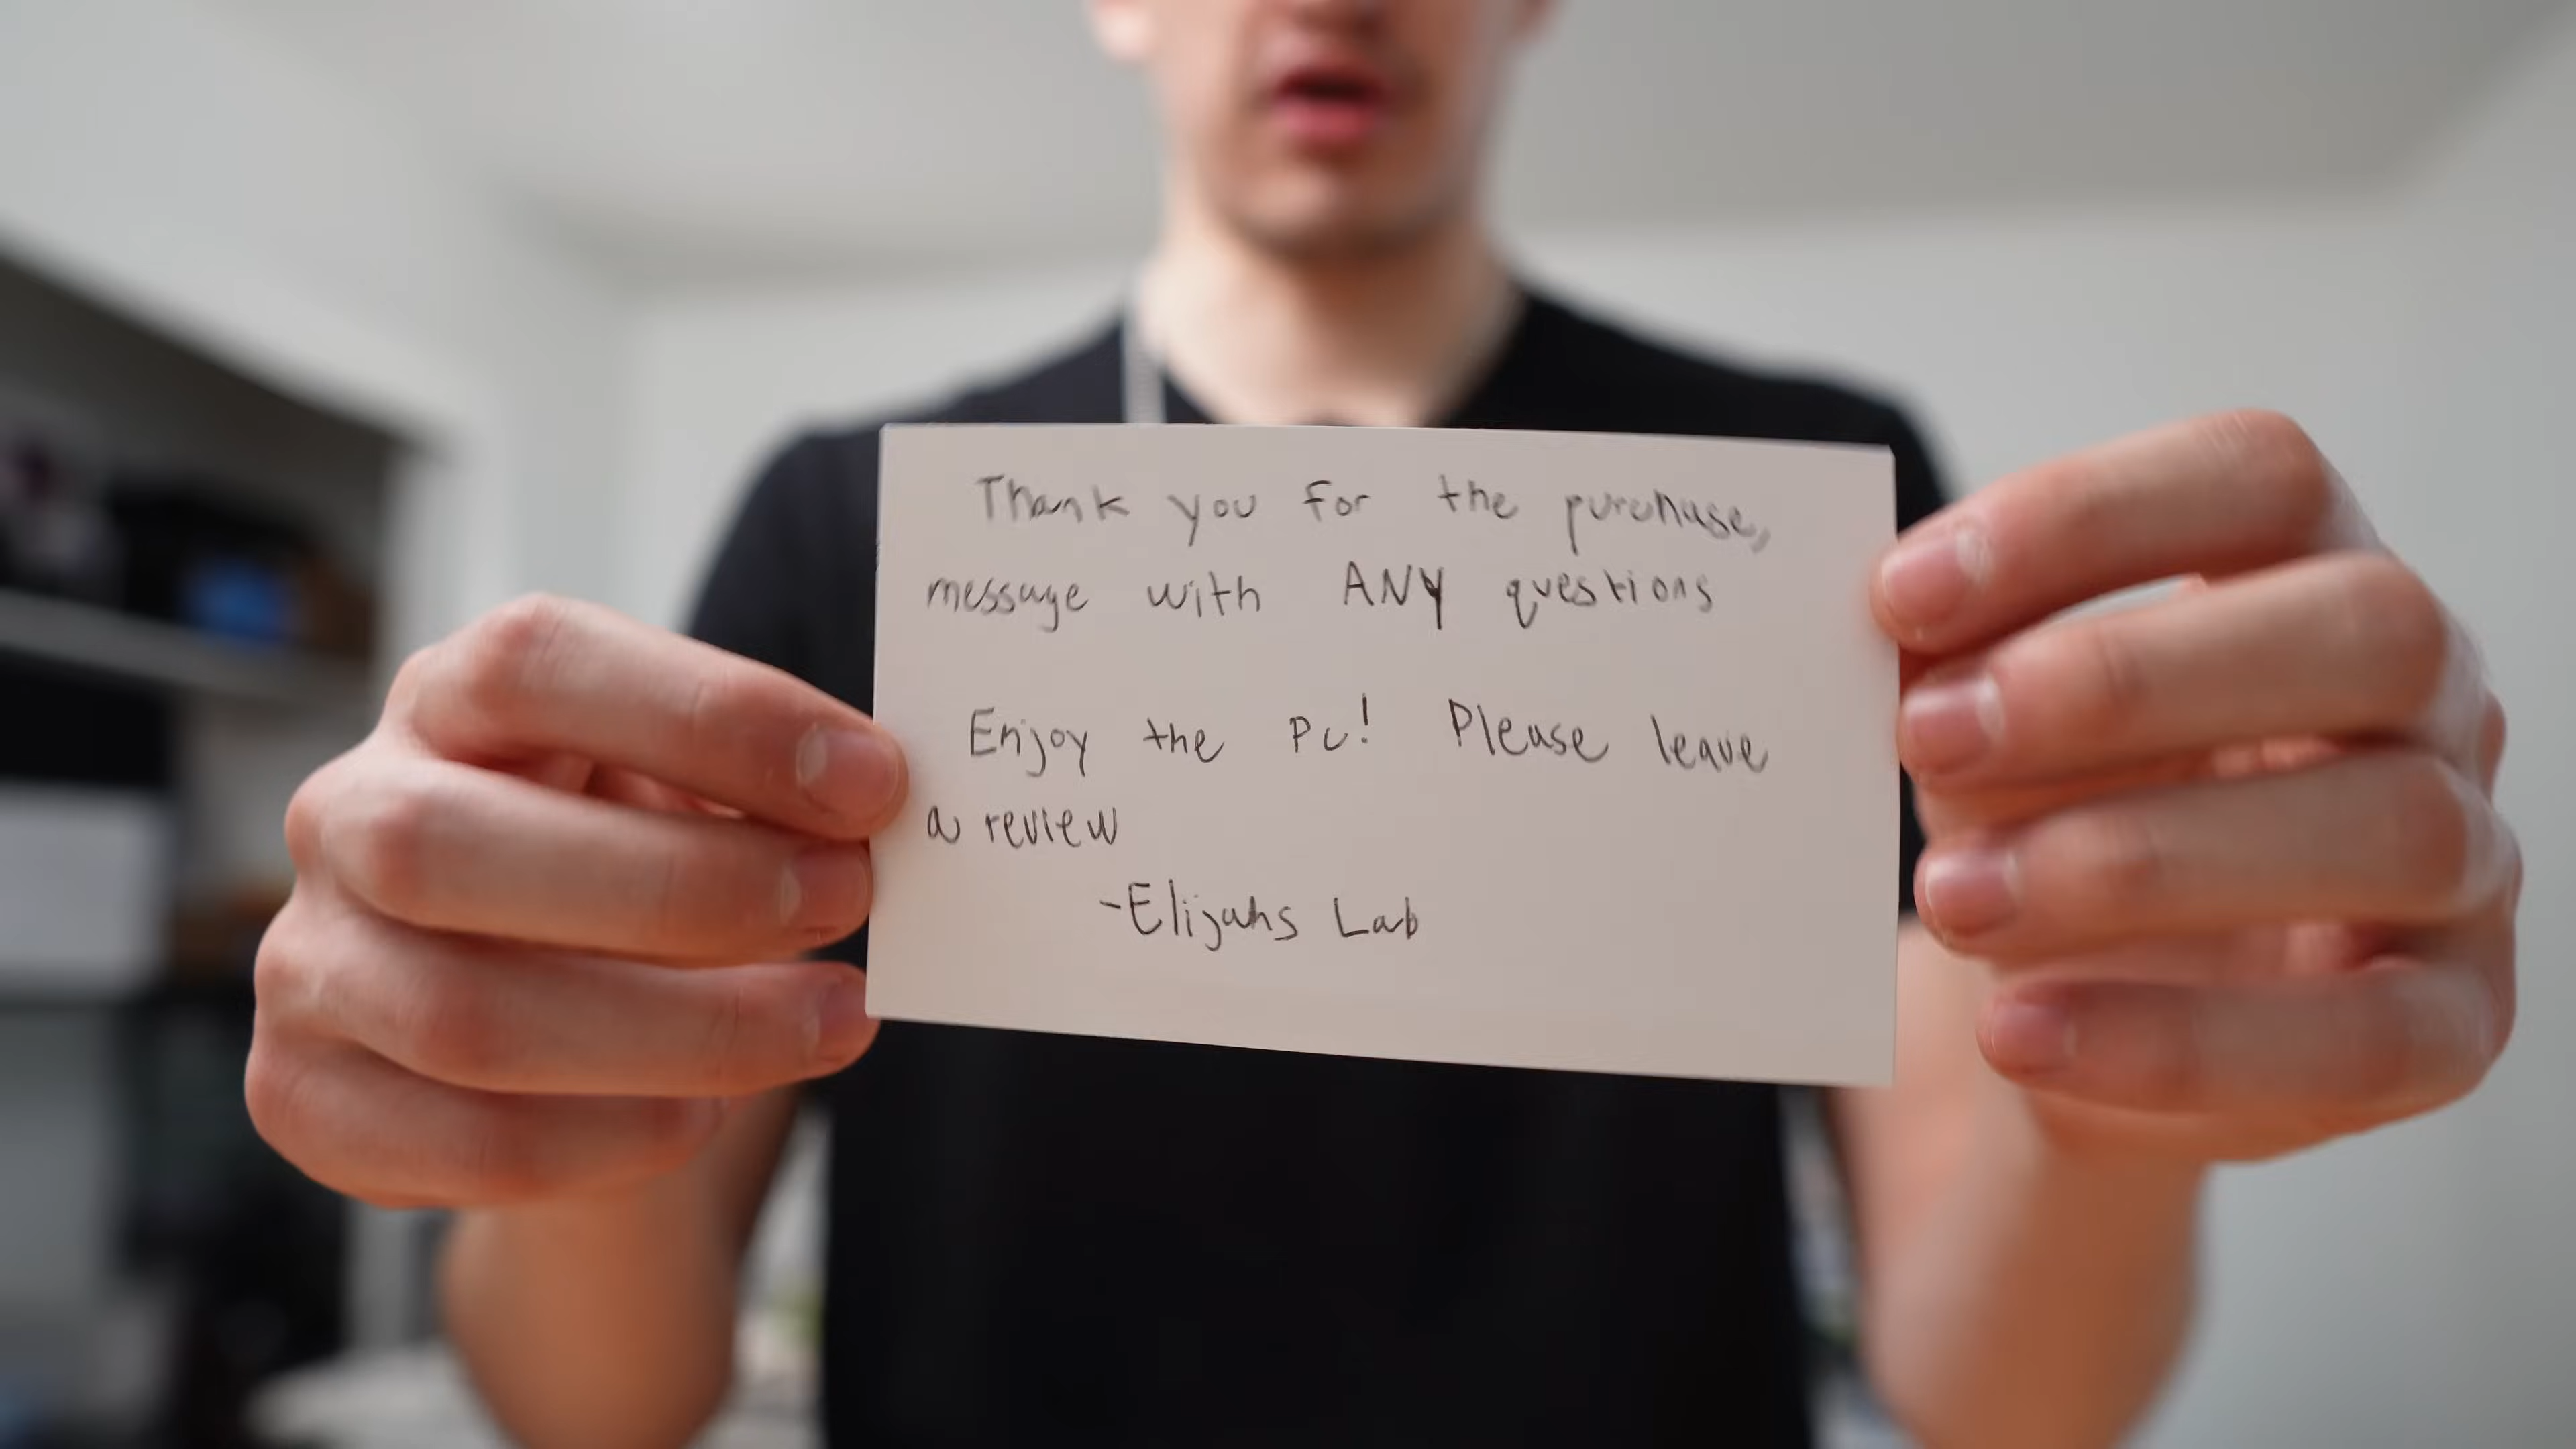 Thank you for the purchase,
message with ANY questions
Enjoy the PC! Please leave
a review
-Elijahs Lab